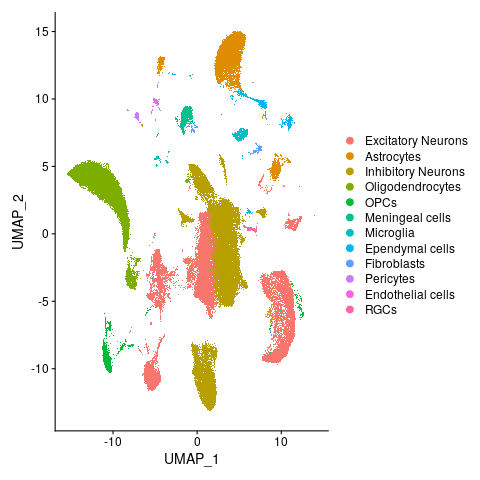 15
10
5
0
-5
-10
UMAP_2
-10
0
10
UMAP_1
Excitatory Neurons
Astrocytes
Inhibitory Neurons
Oligodendrocytes
OPCs
Meningeal cells
Microglia
Ependymal cells
Fibroblasts
Pericytes
Endothelial cells
RGCs